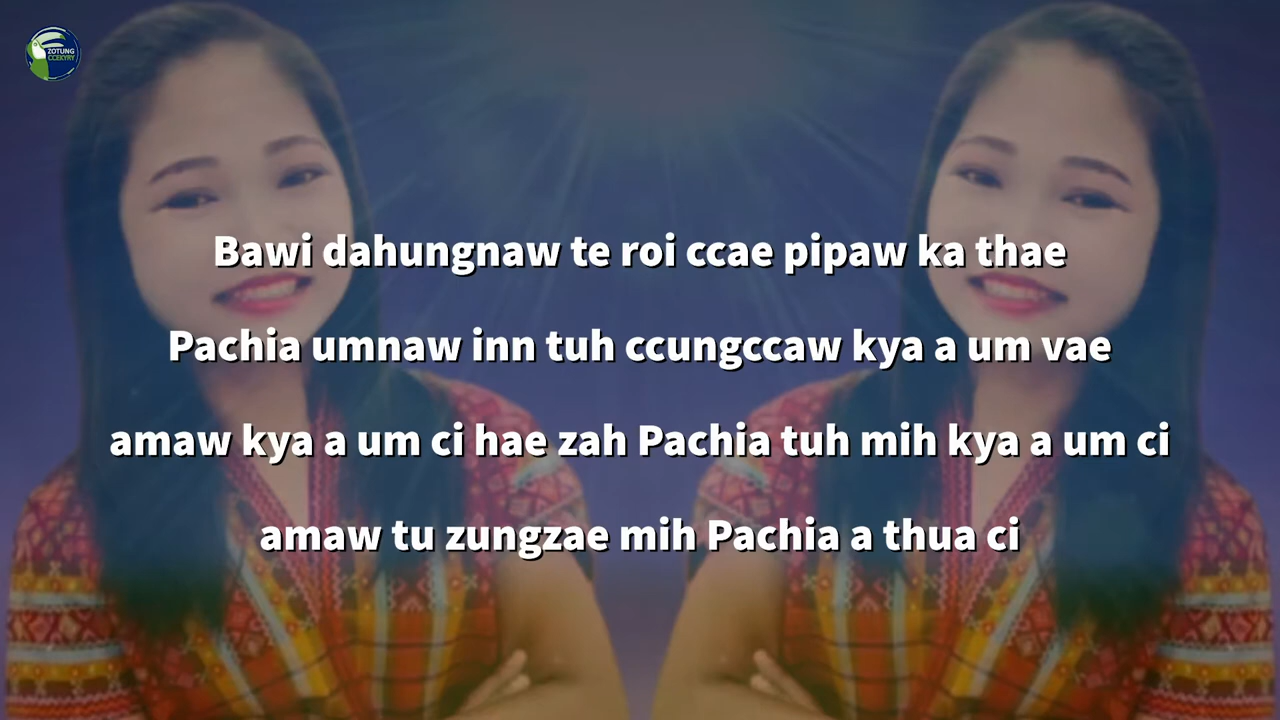 ZOTUNG
CCEKYRY
Bawi dahungnaw te roi ccae pipaw ka thae
Pachia umnaw inn tuh ccungccaw kya a um vae
amaw kya a um ci hae zah Pachia tuh mih kya a um ci
amaw tu zungzae mih Pachia a thua ci